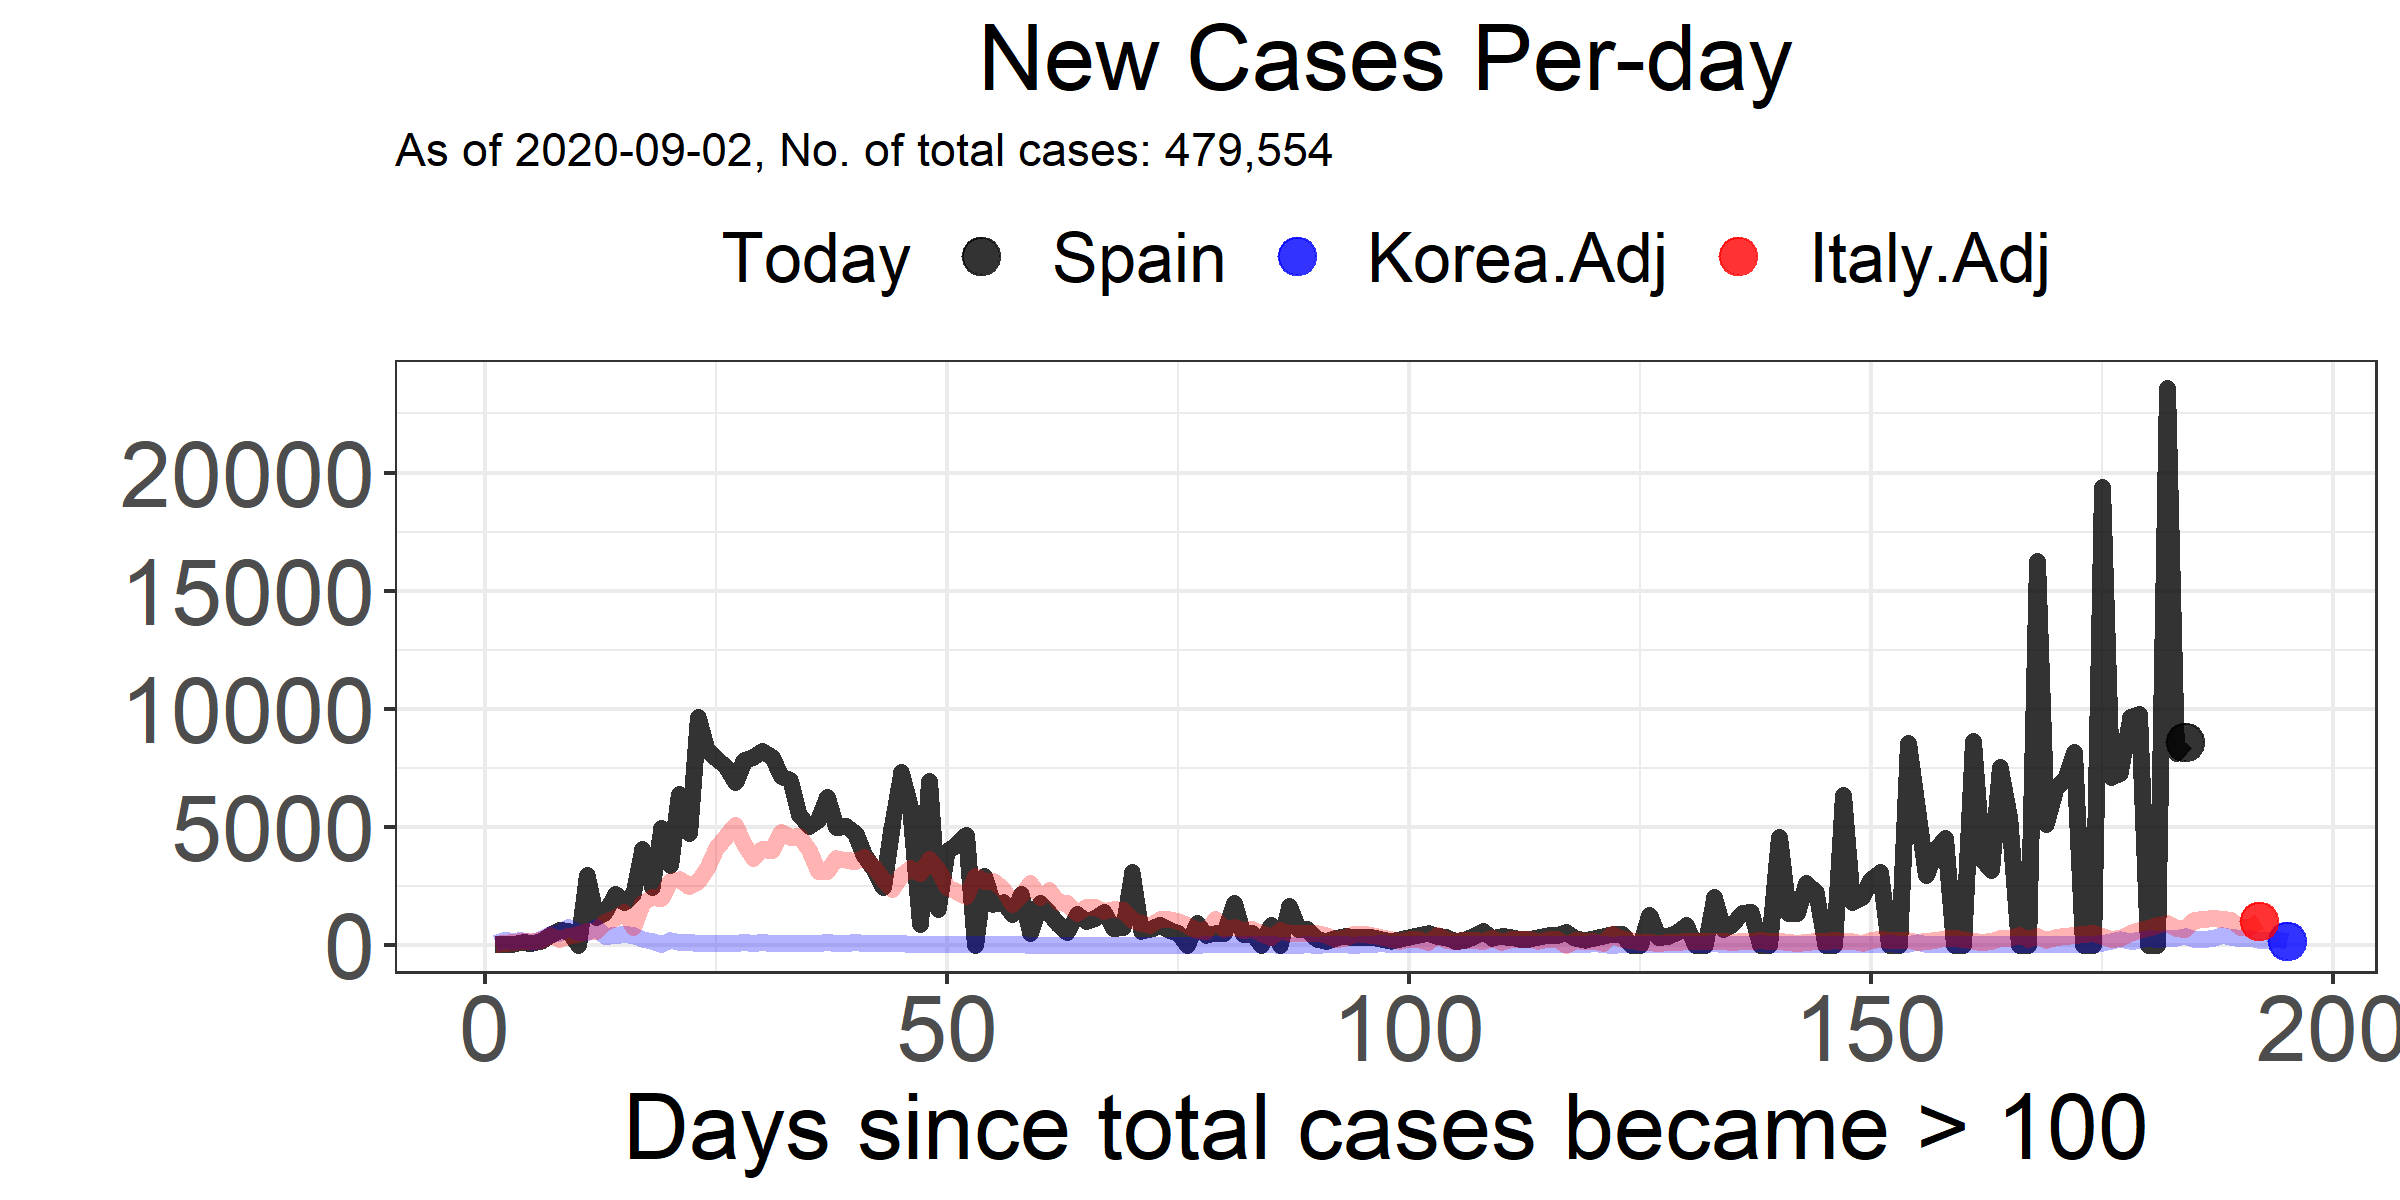 New Cases Per-day
As of 2020-09-02, No. of total cases: 479,554
Today Spain Korea.Adj Italy.Adj
20000
15000
10000
5000
0
0 50 100 150 200
Days since total cases became > 100